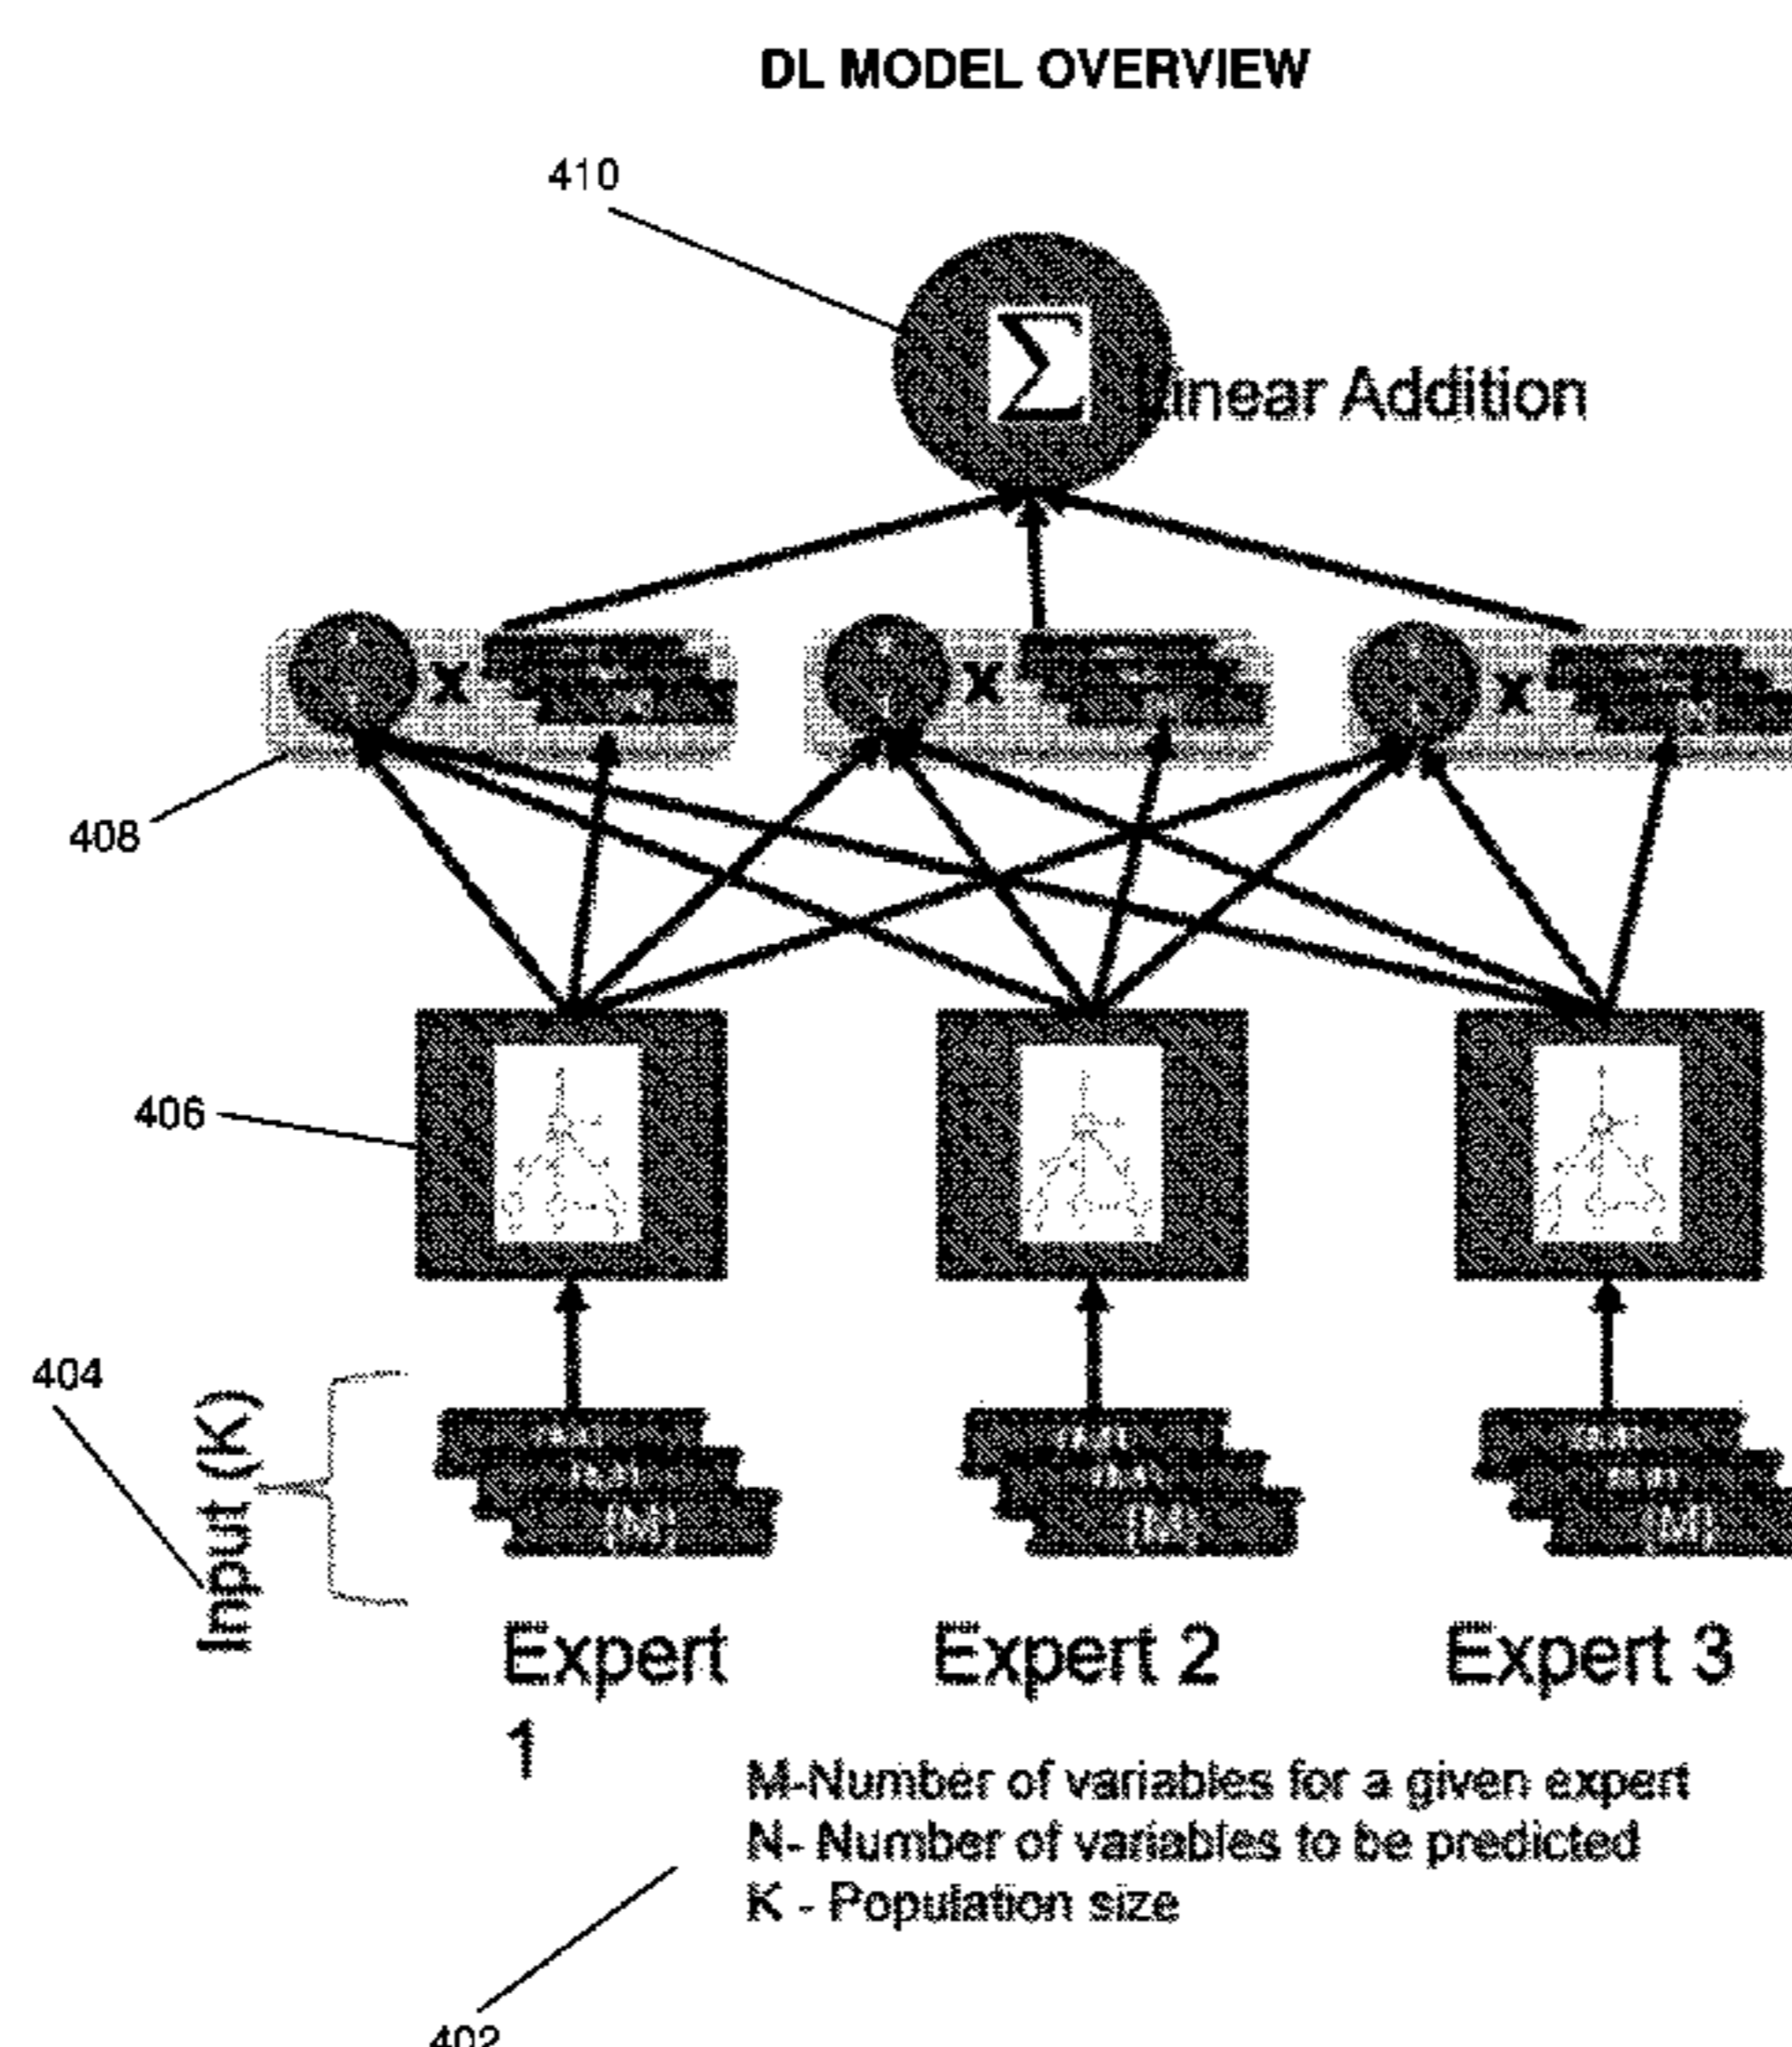 DL MODEL OVERVIEW
410
Σ
Linear Addition
x
x
x
408
406
404
Input (K)
[M]
[M]
[M]
Expert 1
Expert 2
Expert 3
M-Number of variables for a given expert
N- Number of variables to be predicted
K - Population size
402